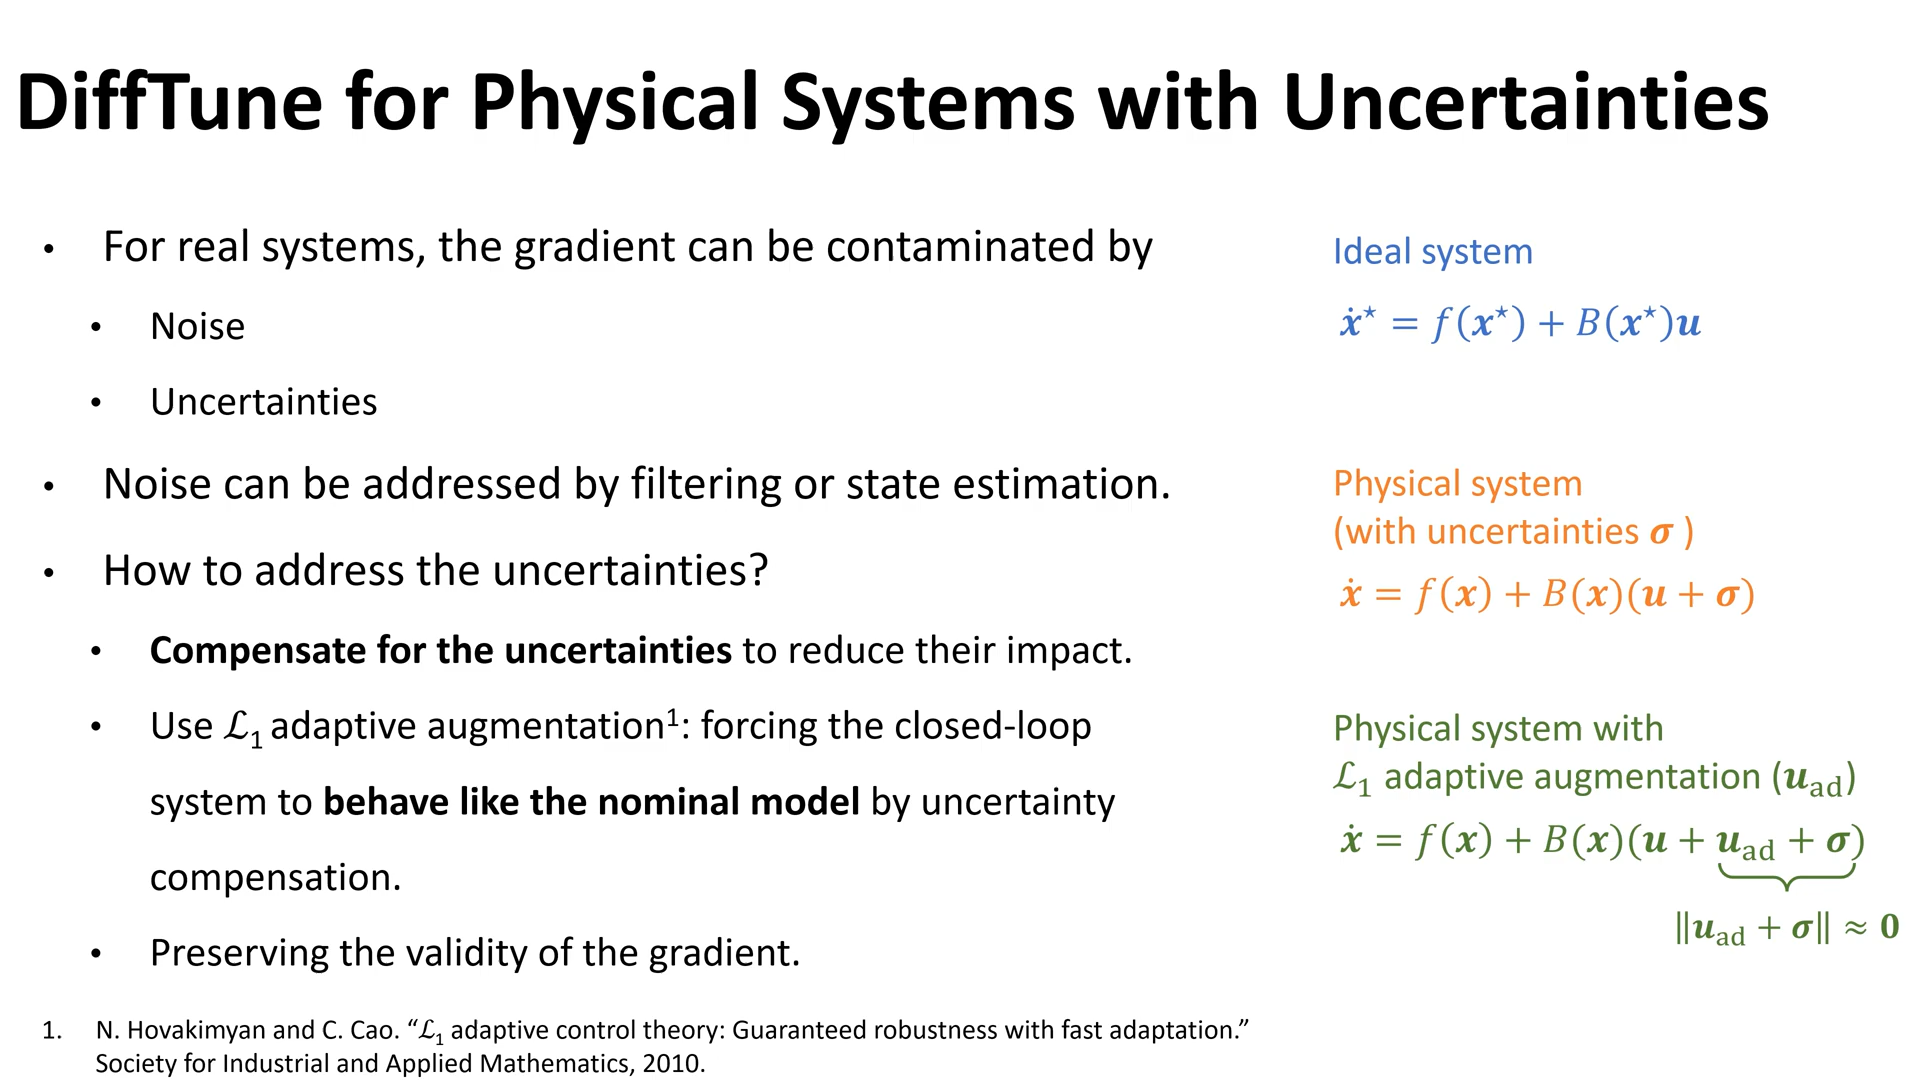 DiffTune for Physical Systems with Uncertainties
• For real systems, the gradient can be contaminated by
• Noise
• Uncertainties
• Noise can be addressed by filtering or state estimation.
• How to address the uncertainties?
• Compensate for the uncertainties to reduce their impact.
• Use ℒ₁ adaptive augmentation¹: forcing the closed-loop
system to behave like the nominal model by uncertainty
compensation.
• Preserving the validity of the gradient.
Ideal system
ẋ⋆ = f(x⋆) + B(x⋆)u
Physical system
(with uncertainties σ )
ẋ = f(x) + B(x)(u + σ)
Physical system with
ℒ₁ adaptive augmentation (u_ad)
ẋ = f(x) + B(x)(u + u_ad + σ)
‖u_ad + σ‖ ≈ 0
1. N. Hovakimyan and C. Cao. “ℒ₁ adaptive control theory: Guaranteed robustness with fast adaptation.”
Society for Industrial and Applied Mathematics, 2010.